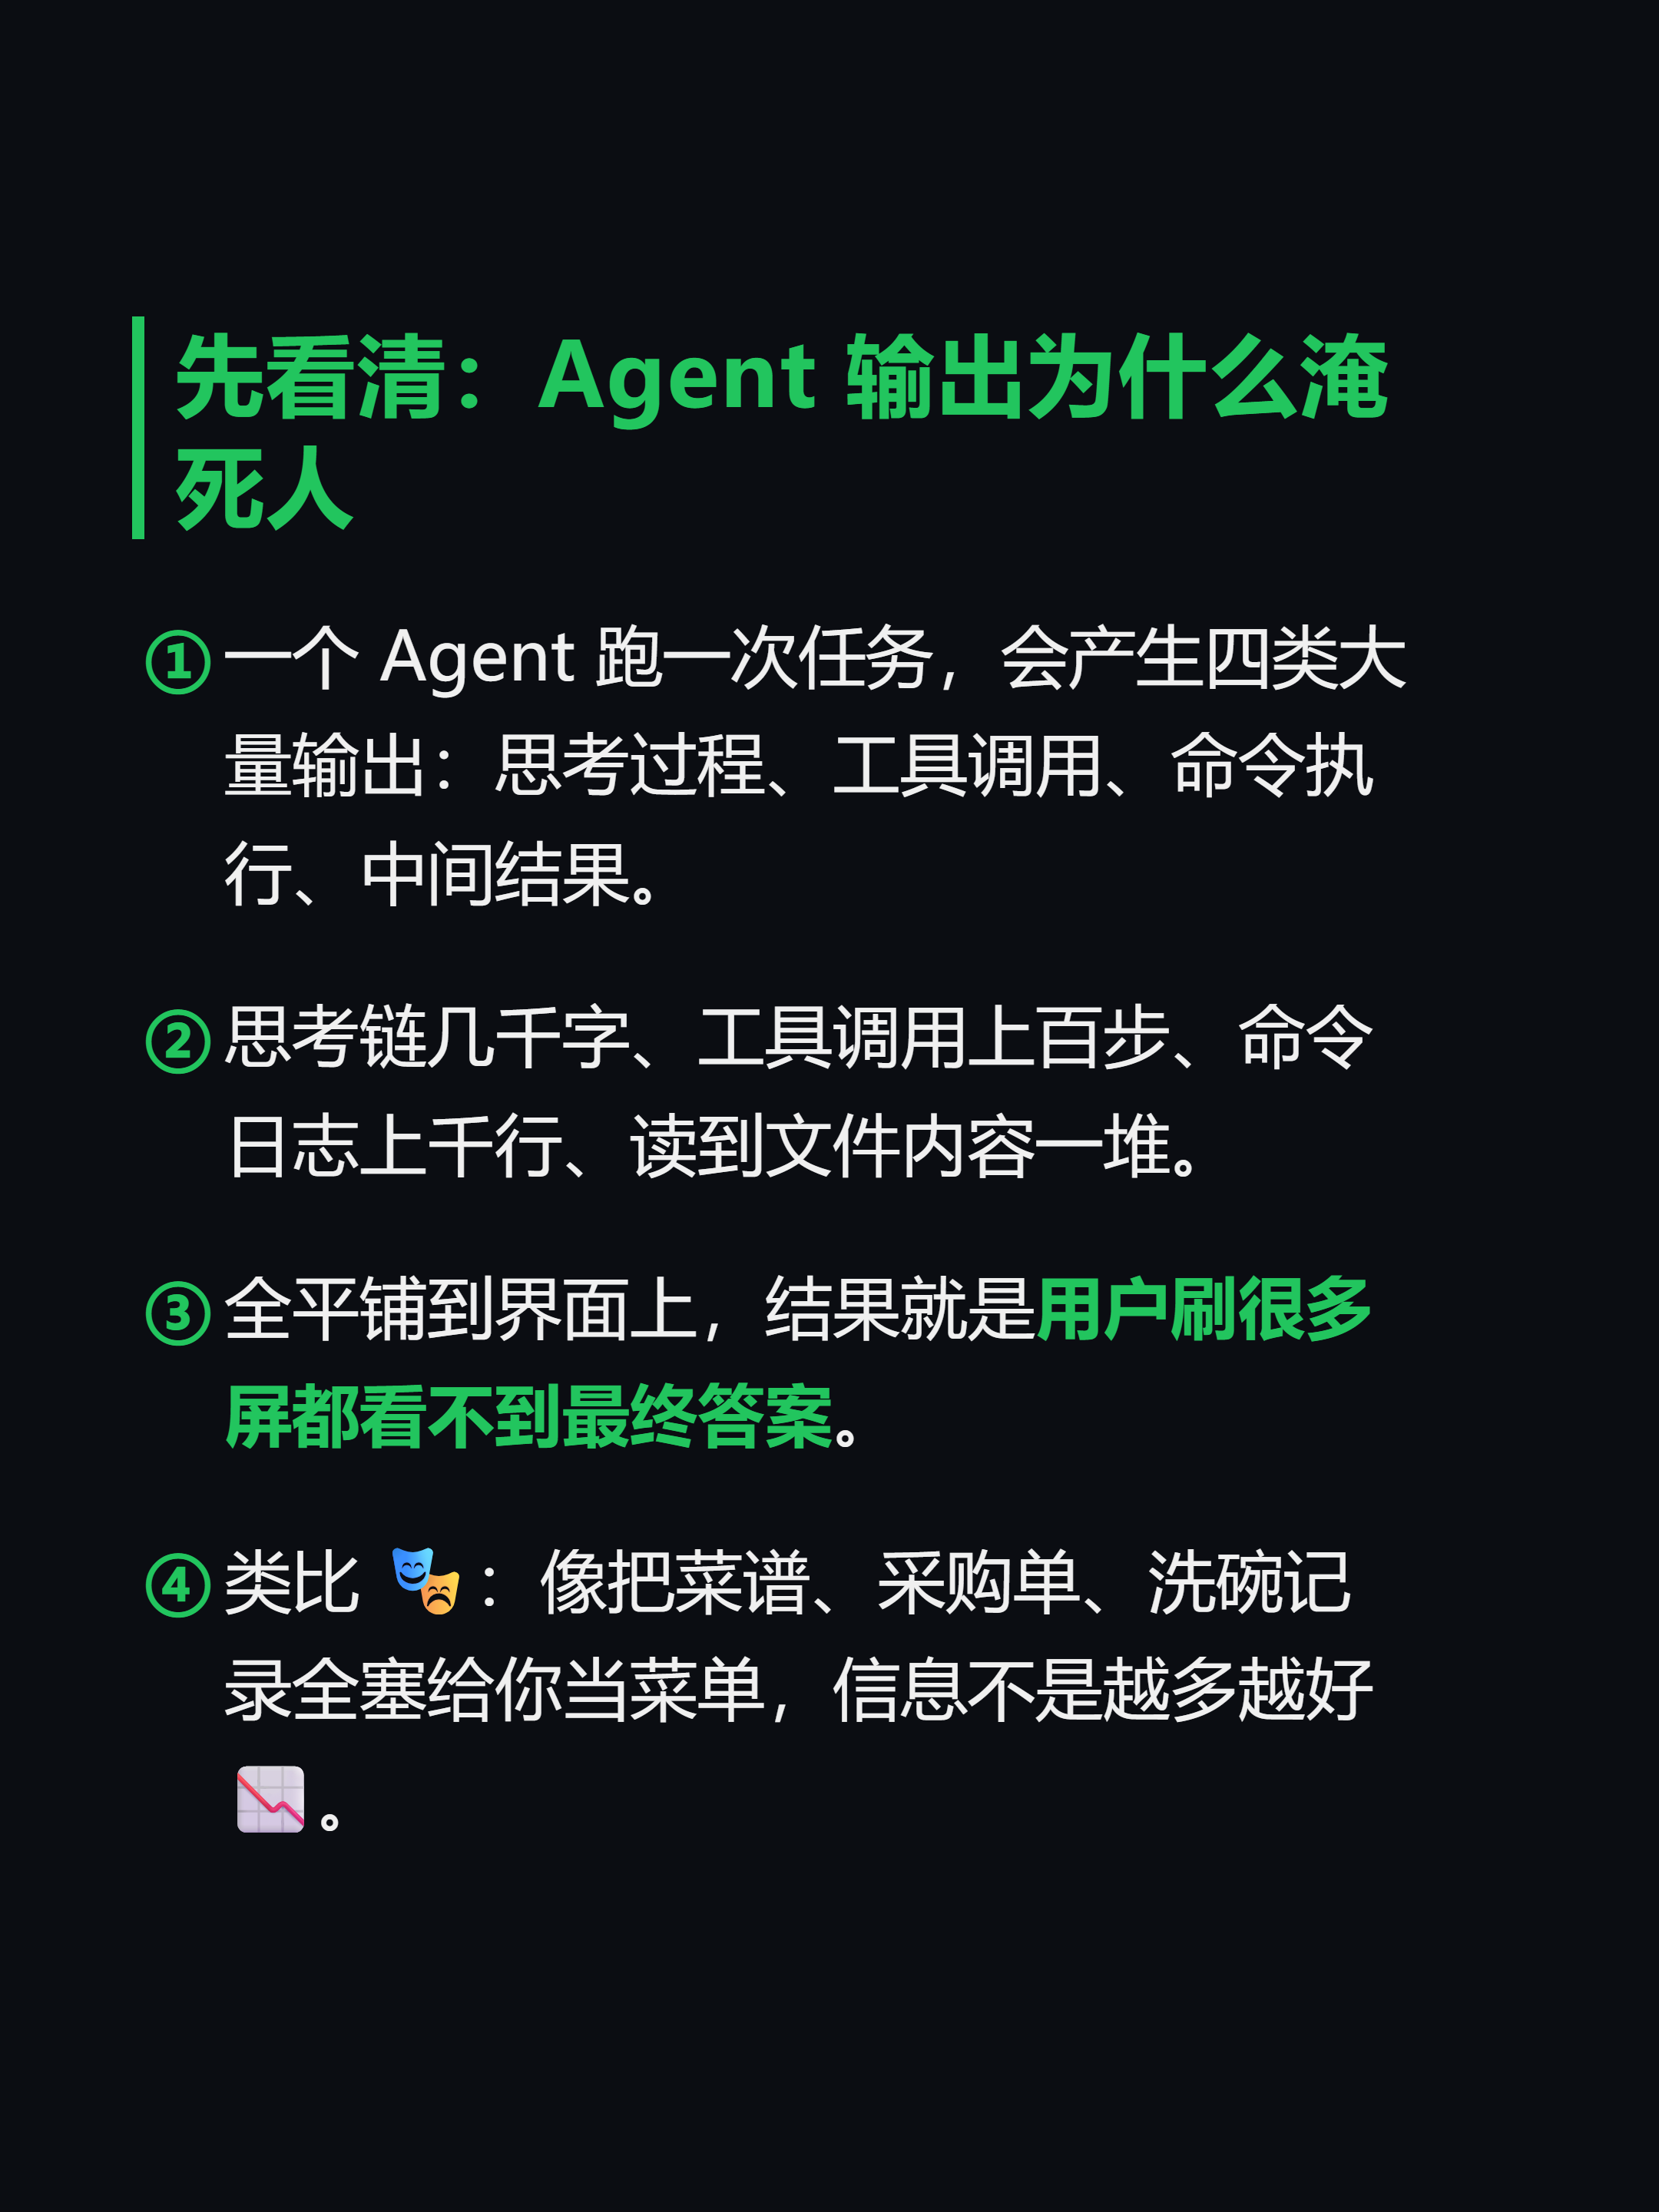 先看清：Agent 输出为什么淹
死人
① 一个 Agent 跑一次任务，会产生四类大
量输出：思考过程、工具调用、命令执
行、中间结果。
② 思考链几千字、工具调用上百步、命令
日志上千行、读到文件内容一堆。
③ 全平铺到界面上，结果就是用户刷很多
屏都看不到最终答案。
④ 类比 🎭：像把菜谱、采购单、洗碗记
录全塞给你当菜单，信息不是越多越好
📉。